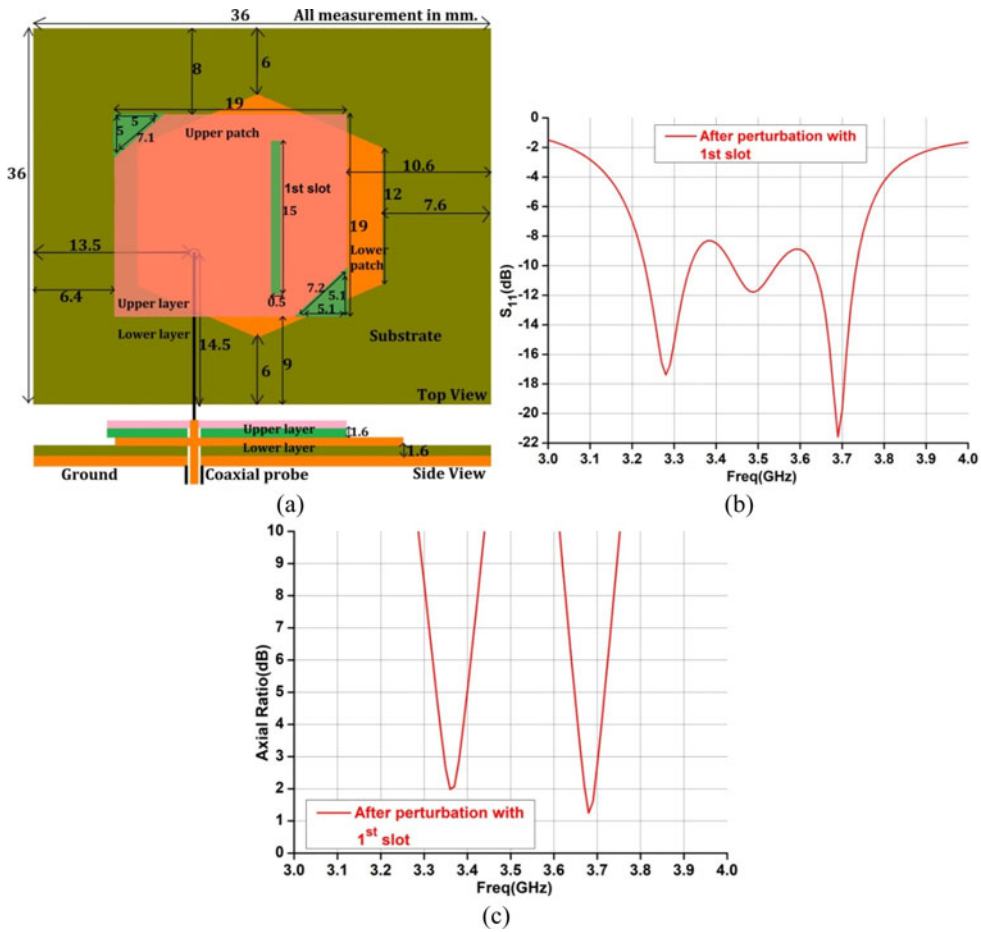 36
All measurement in mm.
6
8
19
5
5
7.1
Upper patch
1st slot
10.6
36
12
7.6
15
19
13.5
Lower
patch
7.2
6.4
5.1
0.5
5.1
Upper layer
Lower layer
Substrate
14.5
6
9
Top View
Upper layer
1.6
Lower layer
1.6
Ground
Coaxial probe
Side View
(a)
0
-2
-4
-6
-8
-10
-12
-14
-16
-18
-20
-22
S11(dB)
After perturbation with
1st slot
3.0 3.1 3.2 3.3 3.4 3.5 3.6 3.7 3.8 3.9 4.0
Freq(GHz)
(b)
10
9
8
7
6
5
4
3
2
1
0
Axial Ratio(dB)
After perturbation with
1st slot
3.0 3.1 3.2 3.3 3.4 3.5 3.6 3.7 3.8 3.9 4.0
Freq(GHz)
(c)